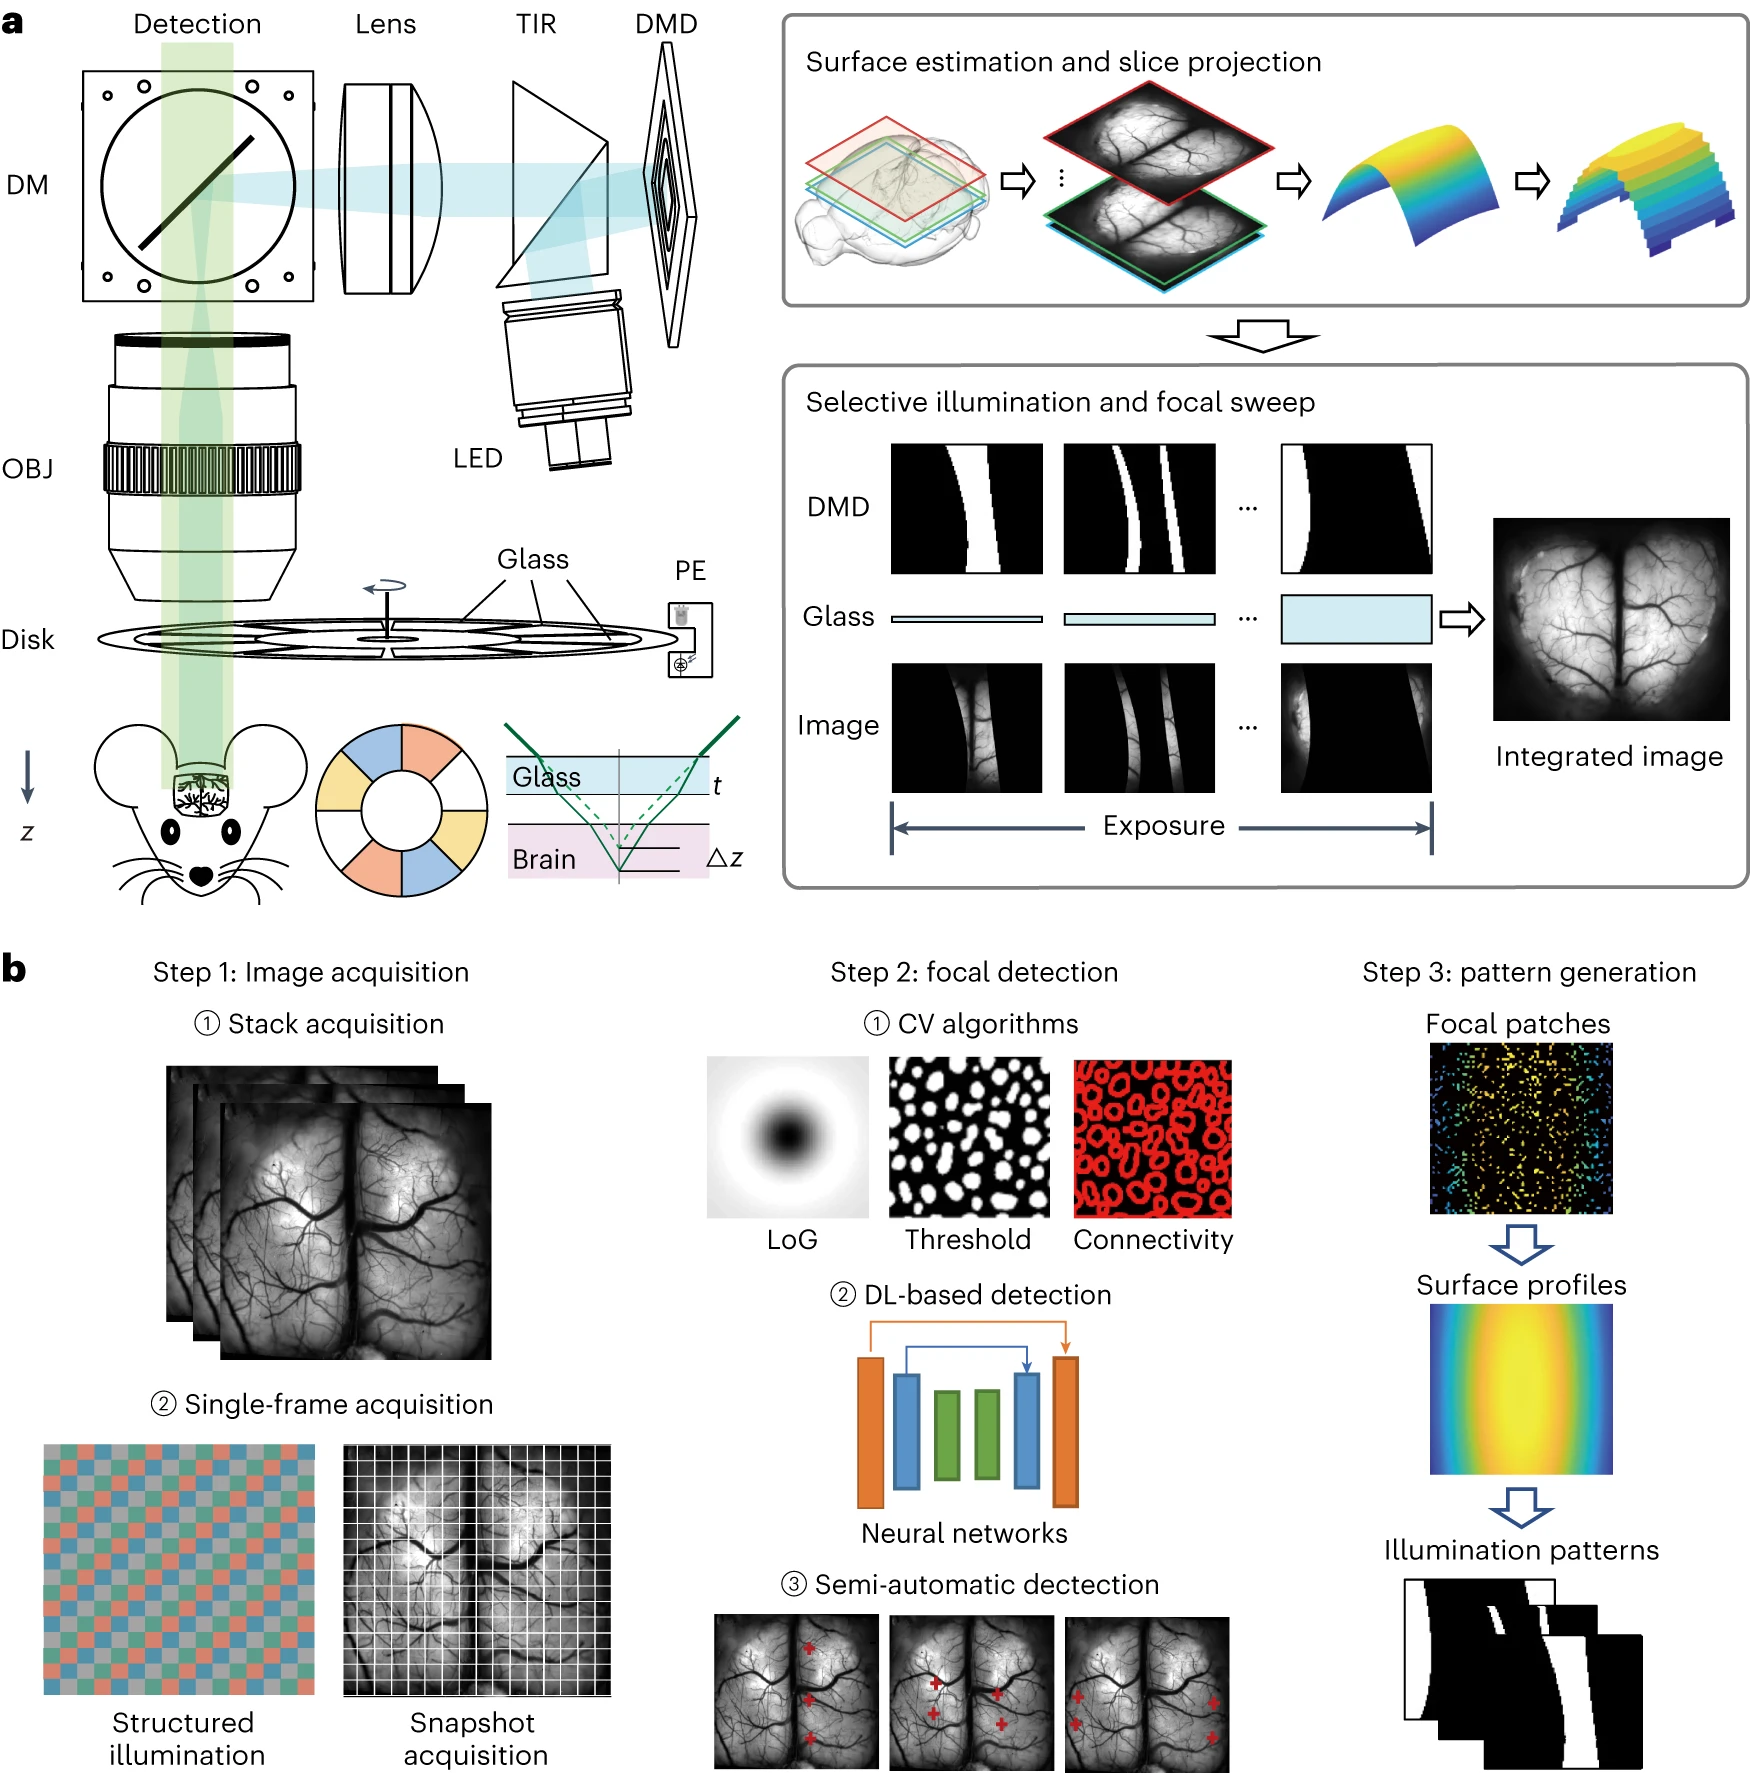 a
Detection
Lens
TIR
DMD
DM
OBJ
LED
Glass
PE
Disk
z
Glass
t
Brain
△z
Surface estimation and slice projection
⋮
Selective illumination and focal sweep
DMD
...
Glass
...
Image
...
Integrated image
Exposure
b
Step 1: Image acquisition
① Stack acquisition
② Single-frame acquisition
Structured
illumination
Snapshot
acquisition
Step 2: focal detection
① CV algorithms
LoG
Threshold
Connectivity
② DL-based detection
Neural networks
③ Semi-automatic dectection
Step 3: pattern generation
Focal patches
Surface profiles
Illumination patterns